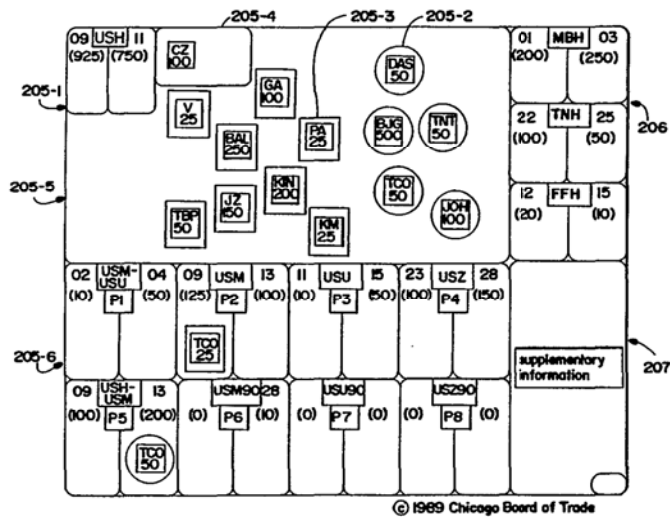 205-4
205-3
205-2
09 USH 11
(925) (750)
CZ
100
DAS
50
01 MBH 03
(200) (250)
205-1
GA
100
V
25
PA
25
BJG
500
TNT
50
22 TNH 25
(100) (50)
206
BAL
250
205-5
KIN
200
TCO
50
12 FFH 15
(20) (10)
TBP
50
JZ
150
KM
25
JOH
100
02 USM-USU 04
(10) P1 (50)
09 USM 13
(125) P2 (100)
11 USU 15
(10) P3 (50)
23 USZ 28
(100) P4 (150)
TCO
25
205-6
supplementary
information
207
09 USH-USM 13
(100) P5 (200)
USM90 28
(0) P6 (10)
USU90
(0) P7 (0)
USZ90
(0) P8 (0)
TCO
50
© 1989 Chicago Board of Trade